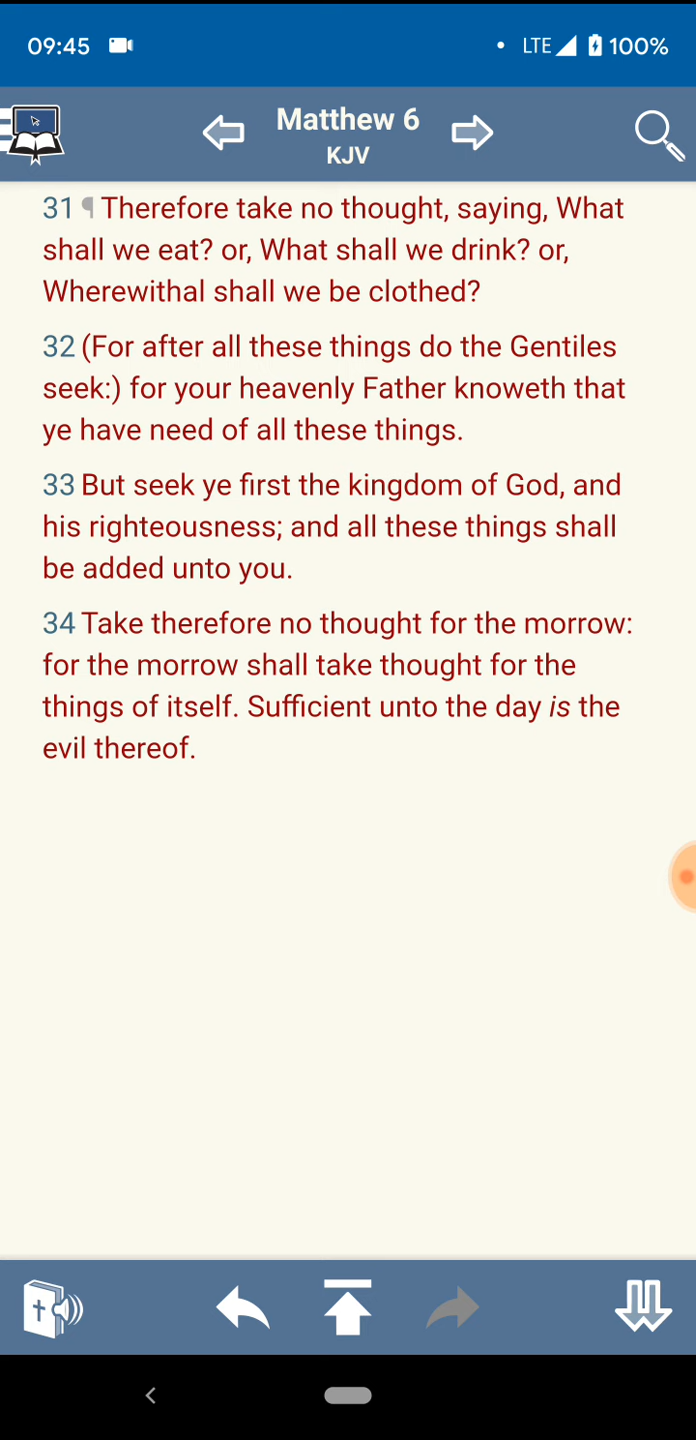 09:45 LTE 100%
Matthew 6
KJV
31 ¶ Therefore take no thought, saying, What
shall we eat? or, What shall we drink? or,
Wherewithal shall we be clothed?
32 (For after all these things do the Gentiles
seek:) for your heavenly Father knoweth that
ye have need of all these things.
33 But seek ye first the kingdom of God, and
his righteousness; and all these things shall
be added unto you.
34 Take therefore no thought for the morrow:
for the morrow shall take thought for the
things of itself. Sufficient unto the day is the
evil thereof.